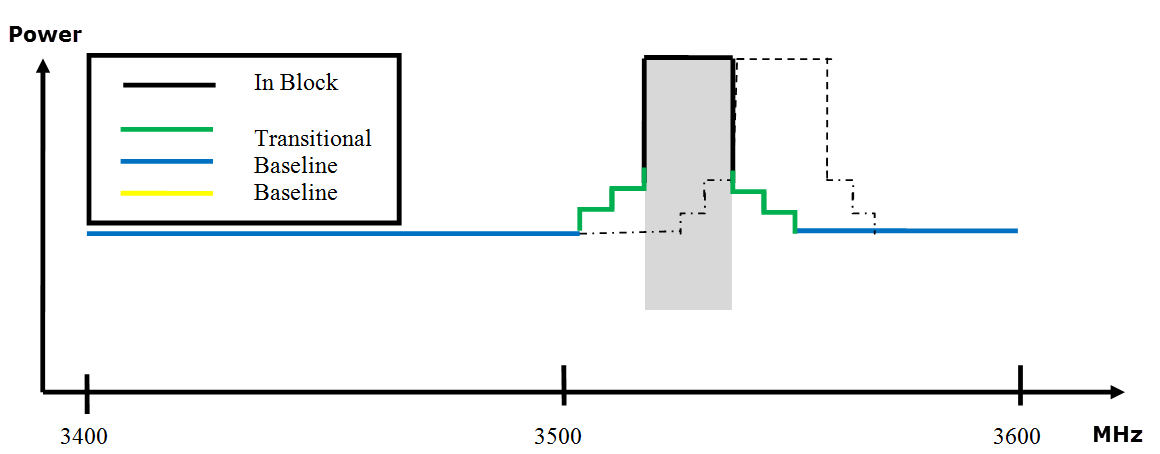 Power
In Block
Transitional
Baseline
Baseline
3400
3500
3600
MHz